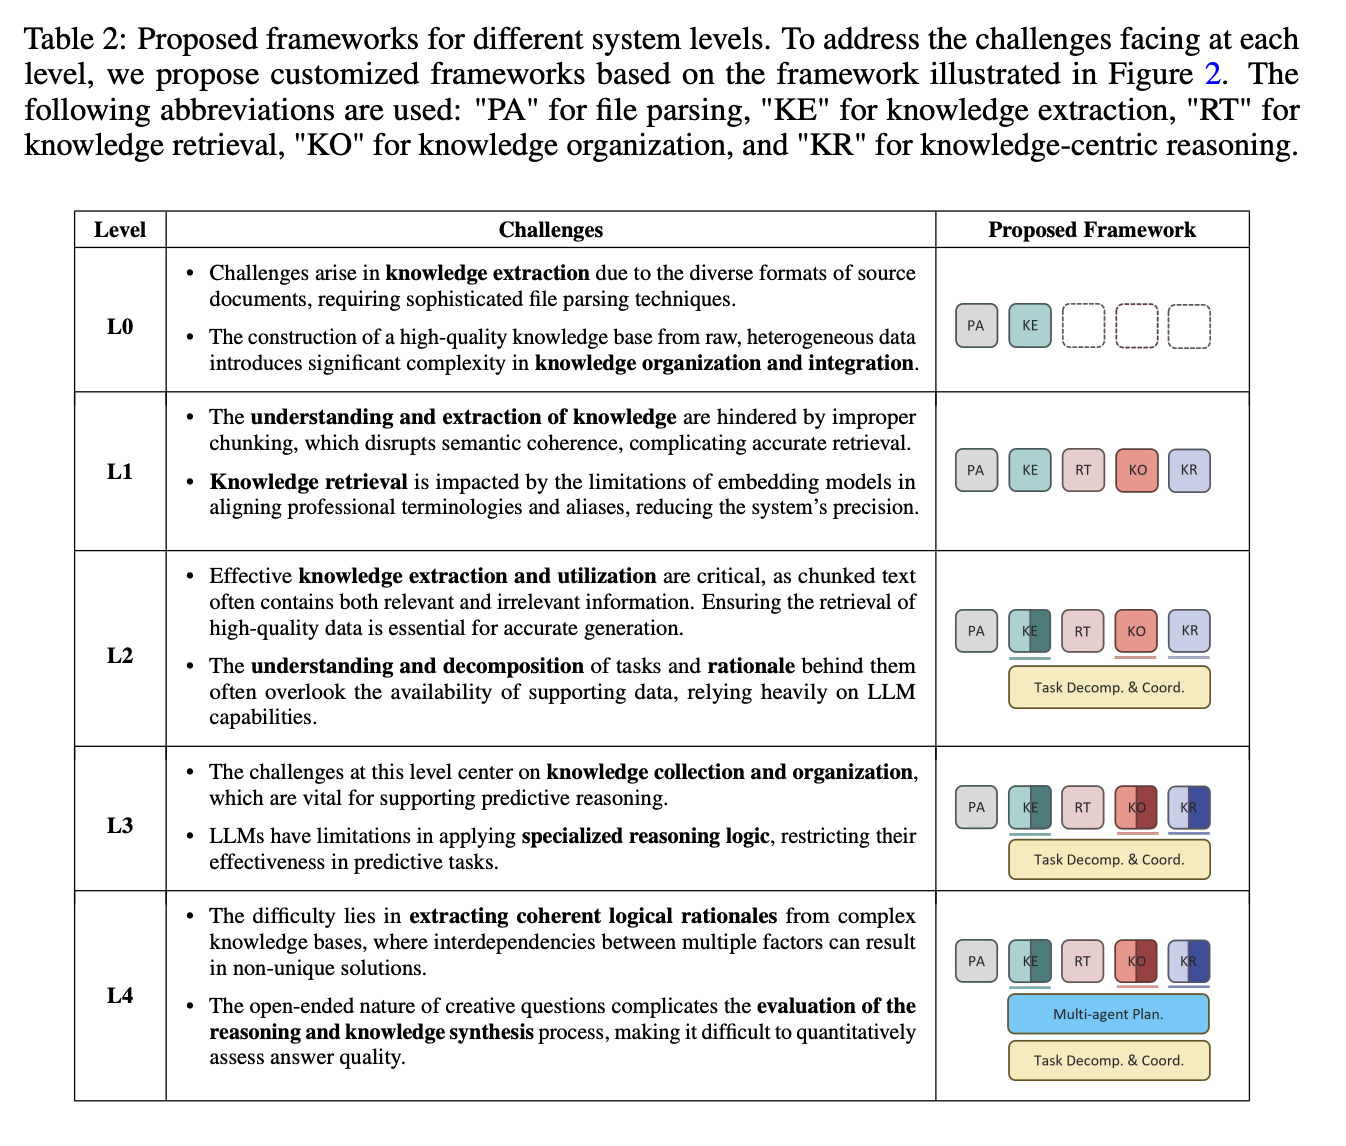 Table 2: Proposed frameworks for different system levels. To address the challenges facing at each
level, we propose customized frameworks based on the framework illustrated in Figure 2. The
following abbreviations are used: "PA" for file parsing, "KE" for knowledge extraction, "RT" for
knowledge retrieval, "KO" for knowledge organization, and "KR" for knowledge-centric reasoning.
Level Challenges Proposed Framework
L0
• Challenges arise in knowledge extraction due to the diverse formats of source
documents, requiring sophisticated file parsing techniques.
• The construction of a high-quality knowledge base from raw, heterogeneous data
introduces significant complexity in knowledge organization and integration.
PA KE
L1
• The understanding and extraction of knowledge are hindered by improper
chunking, which disrupts semantic coherence, complicating accurate retrieval.
• Knowledge retrieval is impacted by the limitations of embedding models in
aligning professional terminologies and aliases, reducing the system's precision.
PA KE RT KO KR
L2
• Effective knowledge extraction and utilization are critical, as chunked text
often contains both relevant and irrelevant information. Ensuring the retrieval of
high-quality data is essential for accurate generation.
• The understanding and decomposition of tasks and rationale behind them
often overlook the availability of supporting data, relying heavily on LLM
capabilities.
PA KE RT KO KR
Task Decomp. & Coord.
L3
• The challenges at this level center on knowledge collection and organization,
which are vital for supporting predictive reasoning.
• LLMs have limitations in applying specialized reasoning logic, restricting their
effectiveness in predictive tasks.
PA KE RT KO KR
Task Decomp. & Coord.
L4
• The difficulty lies in extracting coherent logical rationales from complex
knowledge bases, where interdependencies between multiple factors can result
in non-unique solutions.
• The open-ended nature of creative questions complicates the evaluation of the
reasoning and knowledge synthesis process, making it difficult to quantitatively
assess answer quality.
PA KE RT KO KR
Multi-agent Plan.
Task Decomp. & Coord.